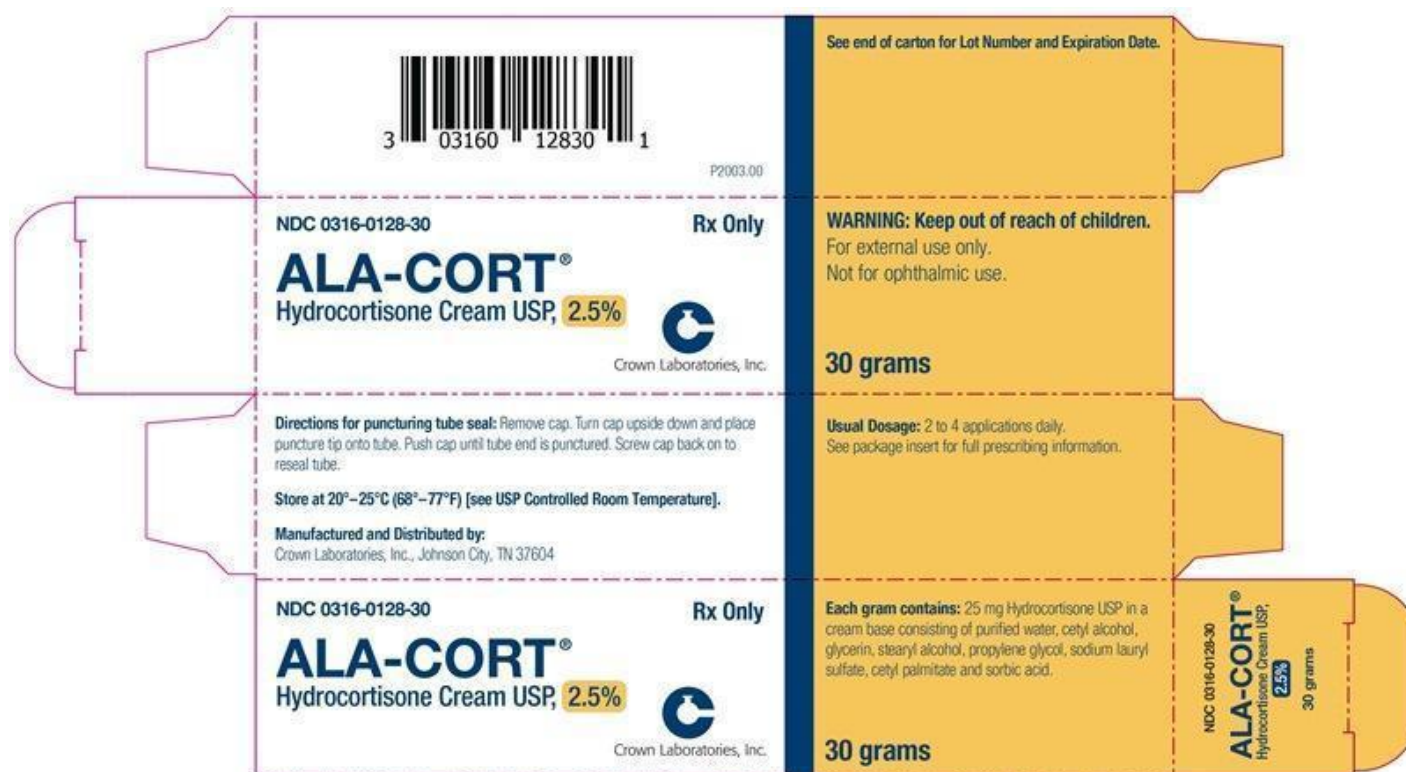 See end of carton for Lot Number and Expiration Date.
3 03160 12830 1
P2003.00
NDC 0316-0128-30
Rx Only
ALA-CORT®
Hydrocortisone Cream USP, 2.5%
Crown Laboratories, Inc.
WARNING: Keep out of reach of children.
For external use only.
Not for ophthalmic use.
30 grams
Directions for puncturing tube seal: Remove cap. Turn cap upside down and place
puncture tip onto tube. Push cap until tube end is punctured. Screw cap back on to
reseal tube.
Store at 20°–25°C (68°–77°F) [see USP Controlled Room Temperature].
Manufactured and Distributed by:
Crown Laboratories, Inc., Johnson City, TN 37604
Usual Dosage: 2 to 4 applications daily.
See package insert for full prescribing information.
NDC 0316-0128-30
Rx Only
ALA-CORT®
Hydrocortisone Cream USP, 2.5%
Crown Laboratories, Inc.
Each gram contains: 25 mg Hydrocortisone USP in a
cream base consisting of purified water, cetyl alcohol,
glycerin, stearyl alcohol, propylene glycol, sodium lauryl
sulfate, cetyl palmitate and sorbic acid.
30 grams
NDC 0316-0128-30
ALA-CORT®
Hydrocortisone Cream USP,
2.5%
30 grams